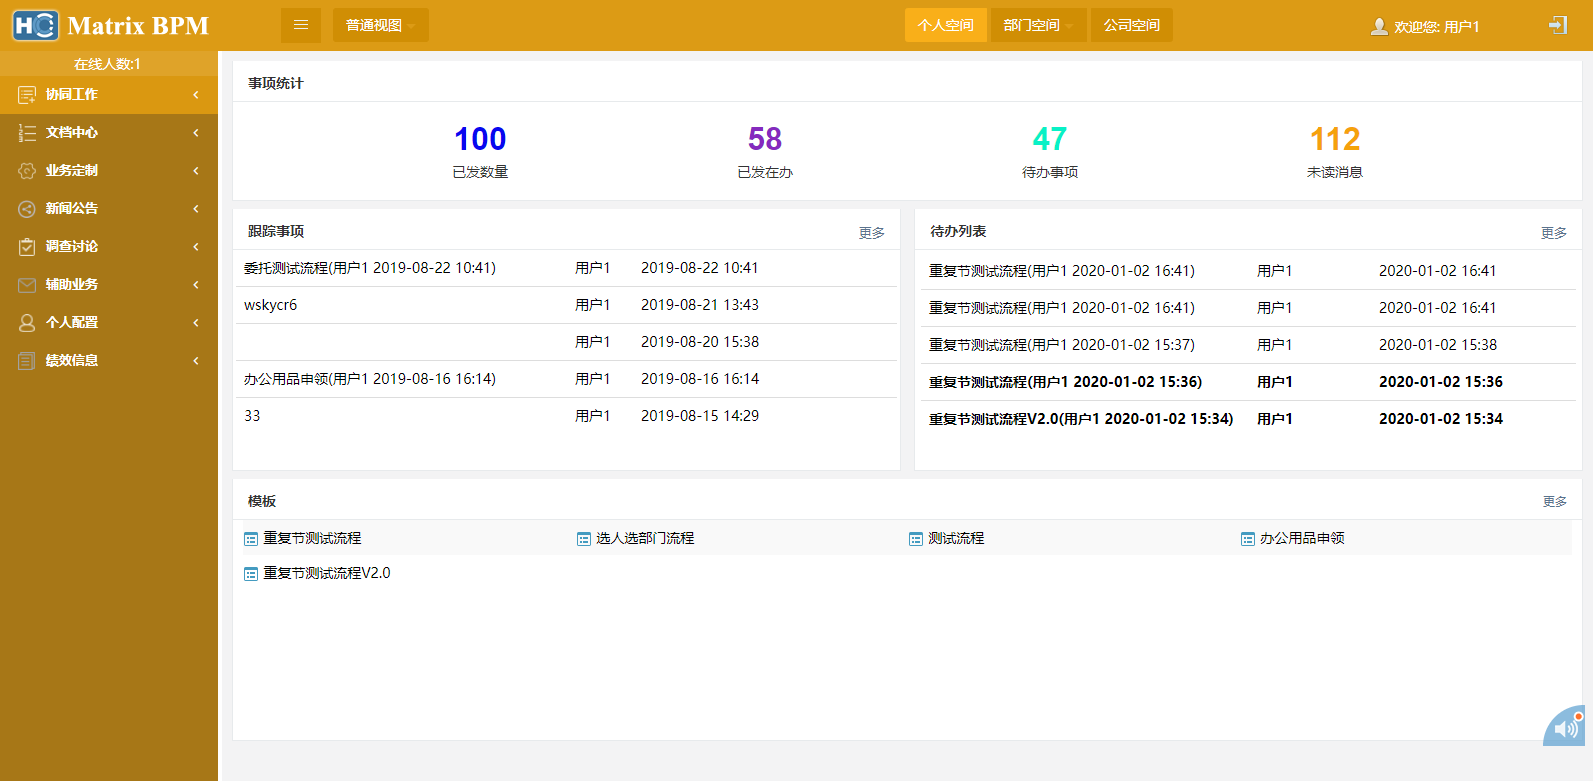 HC Matrix BPM 普通视图 个人空间 部门空间 公司空间 欢迎您: 用户1
在线人数:1
协同工作
文档中心
业务定制
新闻公告
调查讨论
辅助业务
个人配置
绩效信息
事项统计
100 58 47 112
已发数量 已发在办 待办事项 未读消息
跟踪事项 更多
委托测试流程(用户1 2019-08-22 10:41) 用户1 2019-08-22 10:41
wskycr6 用户1 2019-08-21 13:43
用户1 2019-08-20 15:38
办公用品申领(用户1 2019-08-16 16:14) 用户1 2019-08-16 16:14
33 用户1 2019-08-15 14:29
待办列表 更多
重复节测试流程(用户1 2020-01-02 16:41) 用户1 2020-01-02 16:41
重复节测试流程(用户1 2020-01-02 16:41) 用户1 2020-01-02 16:41
重复节测试流程(用户1 2020-01-02 15:37) 用户1 2020-01-02 15:38
重复节测试流程(用户1 2020-01-02 15:36) 用户1 2020-01-02 15:36
重复节测试流程V2.0(用户1 2020-01-02 15:34) 用户1 2020-01-02 15:34
模板 更多
重复节测试流程 选人选部门流程 测试流程 办公用品申领
重复节测试流程V2.0